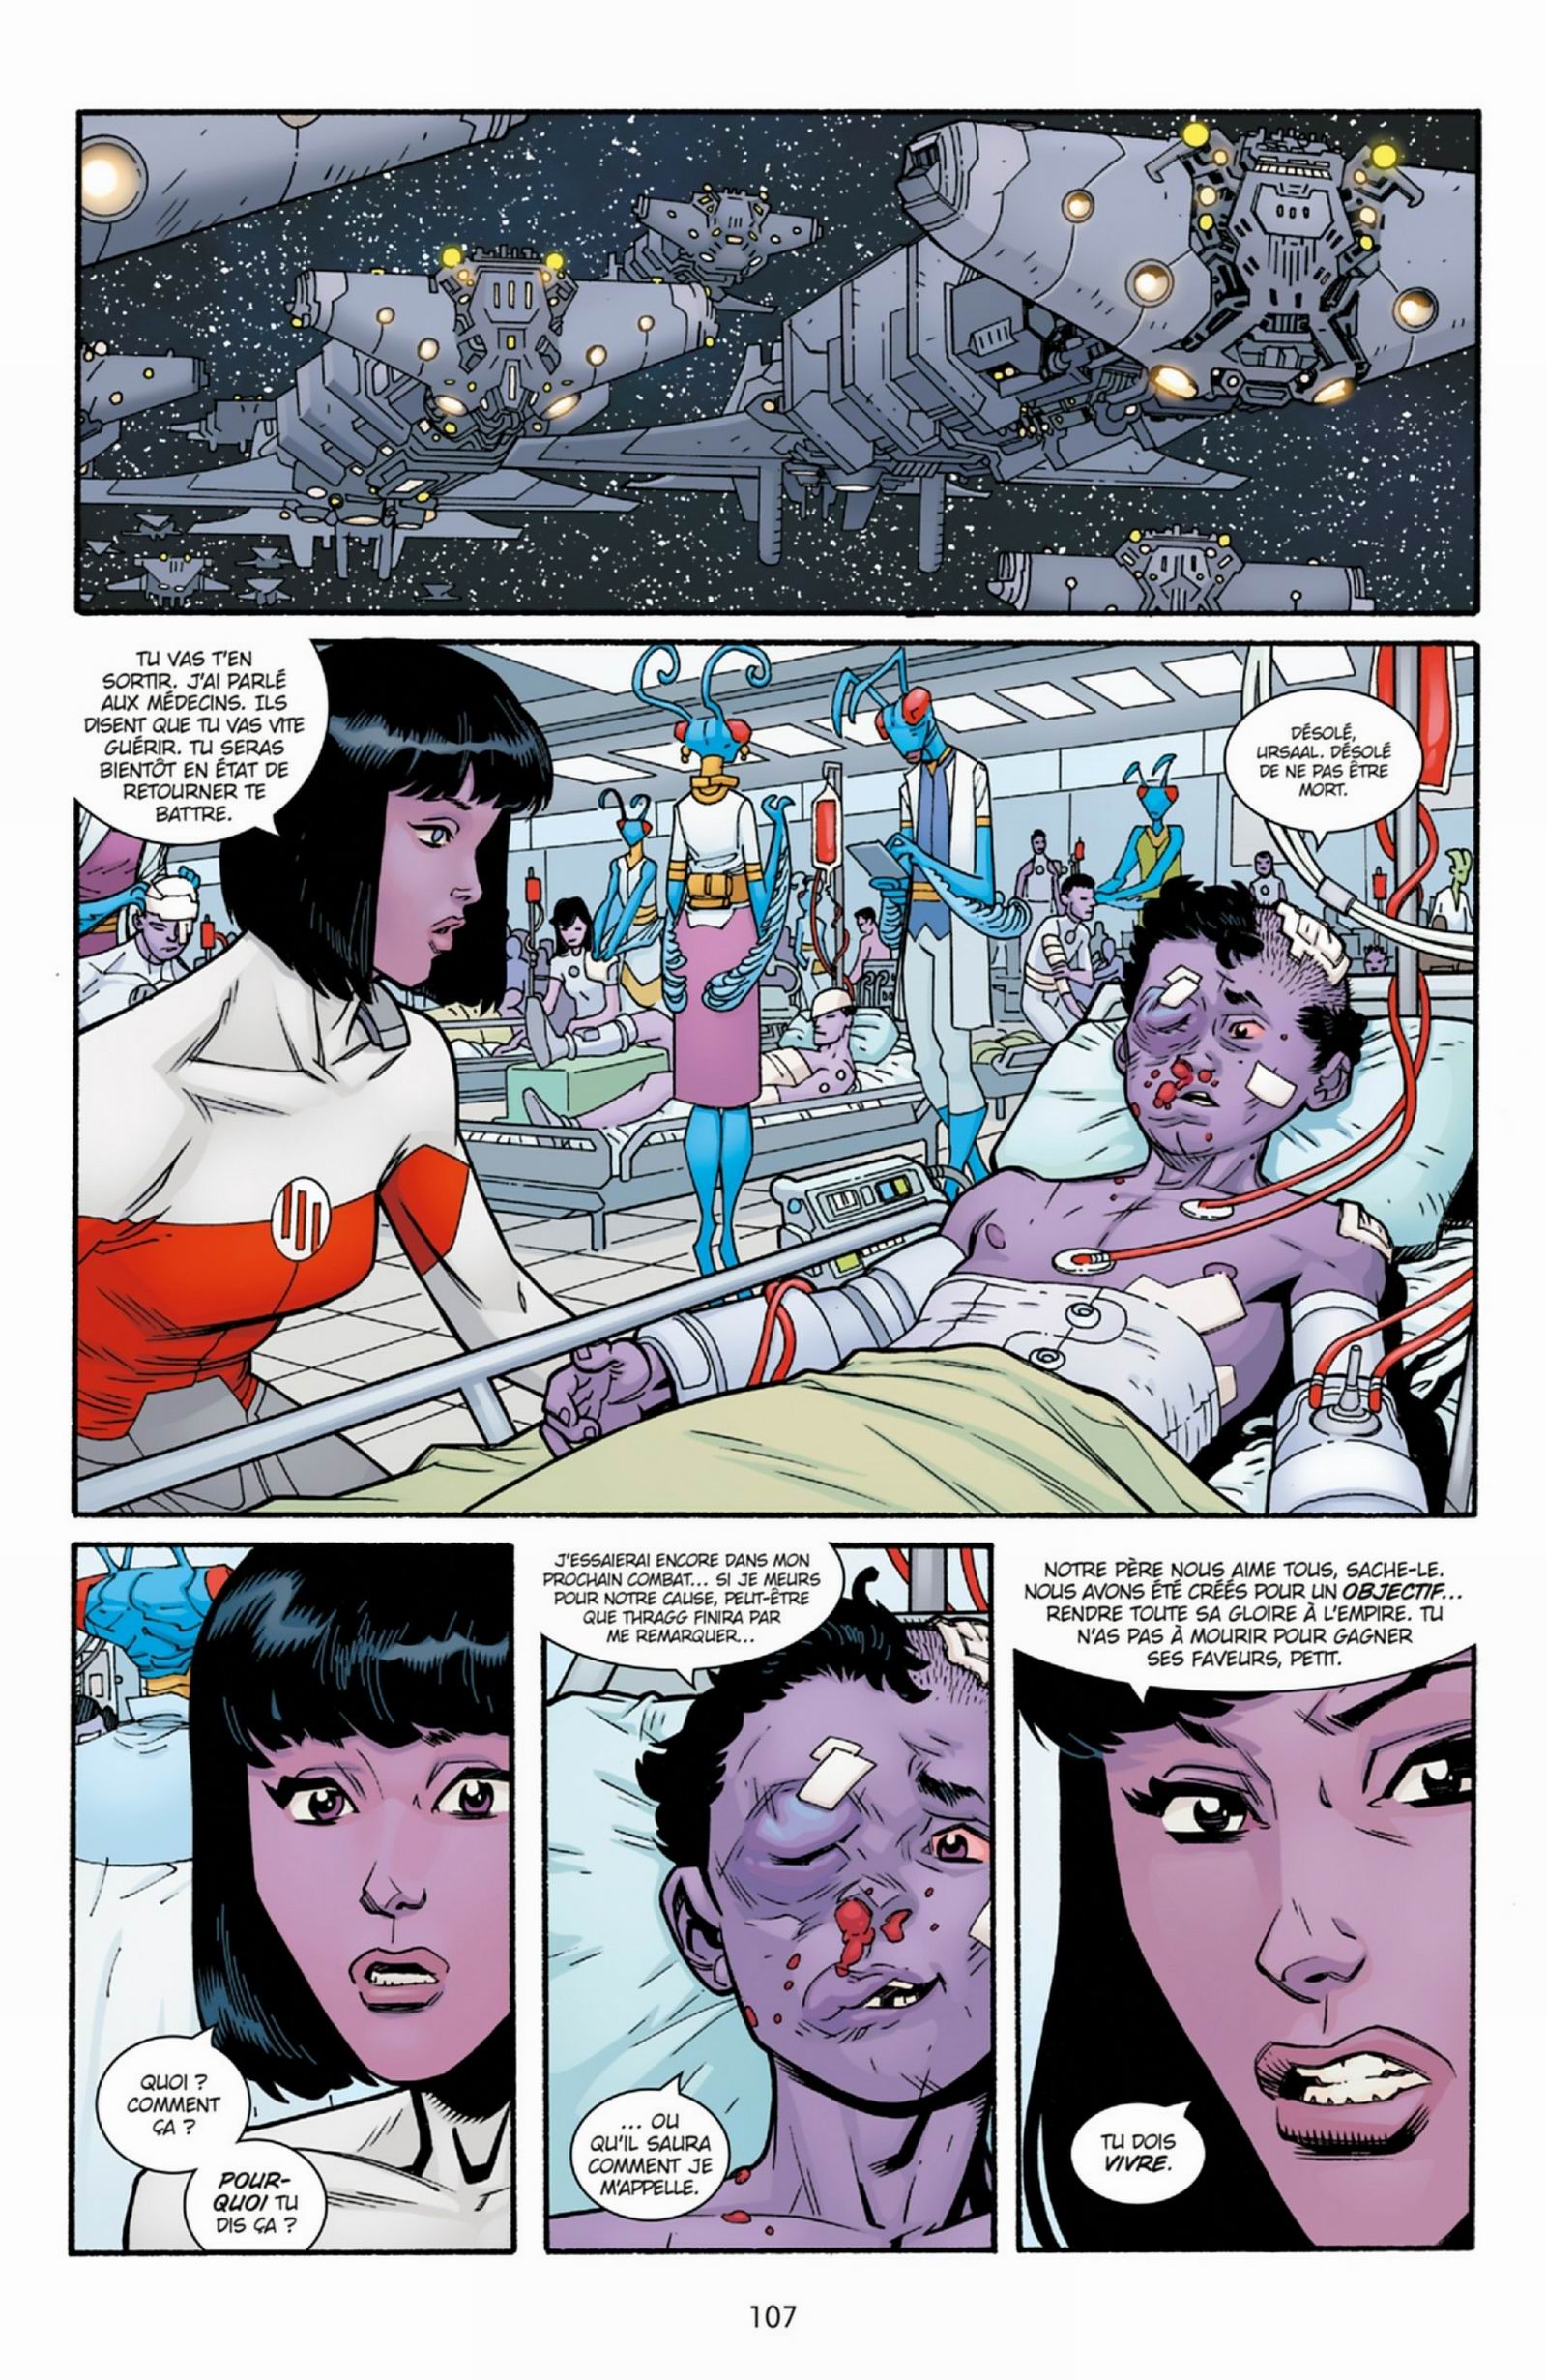 TU VAS T'EN
SORTIR. J'AI PARLÉ
AUX MÉDECINS. ILS
DISENT QUE TU VAS VITE
GUÉRIR. TU SERAS
BIENTÔT EN ÉTAT DE
RETOURNER TE
BATTRE.
DÉSOLÉ,
URSAAL. DÉSOLÉ
DE NE PAS ÊTRE
MORT.
QUOI ?
COMMENT
ÇA ?
POUR-
QUOI TU
DIS ÇA ?
J'ESSAIERAI ENCORE DANS MON
PROCHAIN COMBAT... SI JE MEURS
POUR NOTRE CAUSE, PEUT-ÊTRE
QUE THRAGG FINIRA PAR
ME REMARQUER...
... OU
QU'IL SAURA
COMMENT JE
M'APPELLE.
NOTRE PÈRE NOUS AIME TOUS, SACHE-LE.
NOUS AVONS ÉTÉ CRÉÉS POUR UN OBJECTIF...
RENDRE TOUTE SA GLOIRE À L'EMPIRE. TU
N'AS PAS À MOURIR POUR GAGNER
SES FAVEURS, PETIT.
TU DOIS
VIVRE.
107